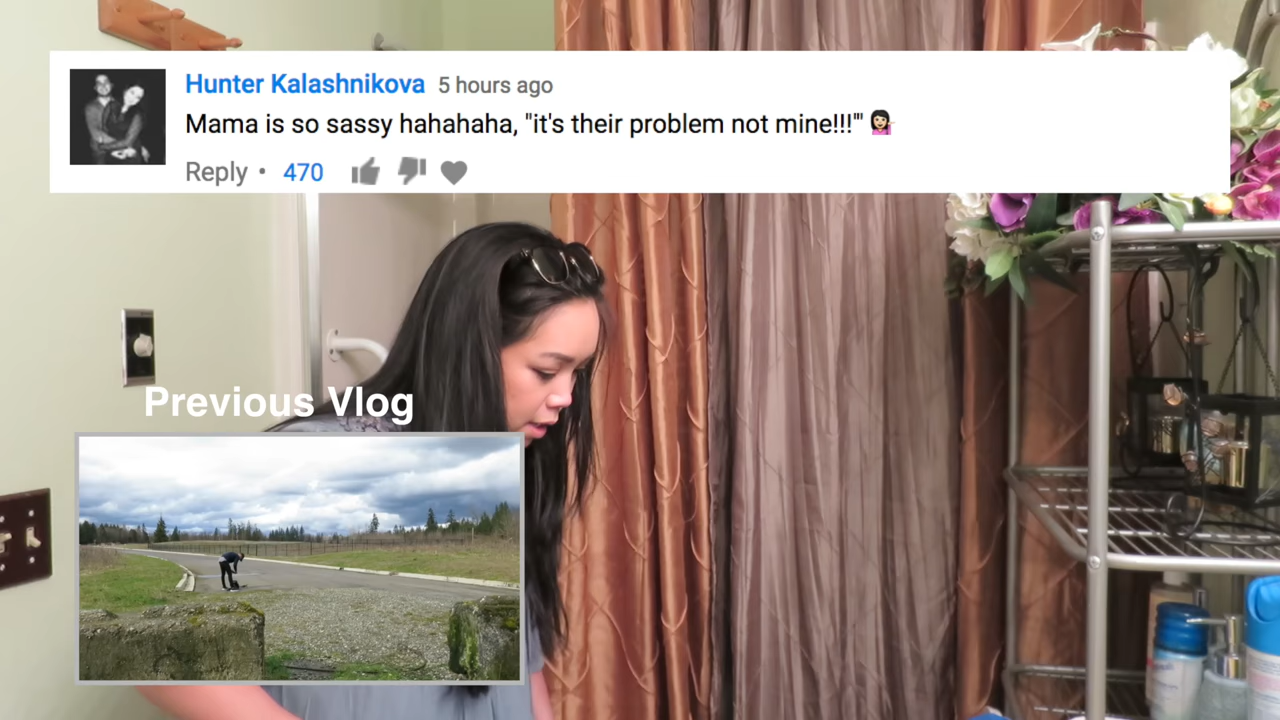 Hunter Kalashnikova 5 hours ago
Mama is so sassy hahahaha, "it's their problem not mine!!!'" 💁🏻
Reply • 470
Previous Vlog